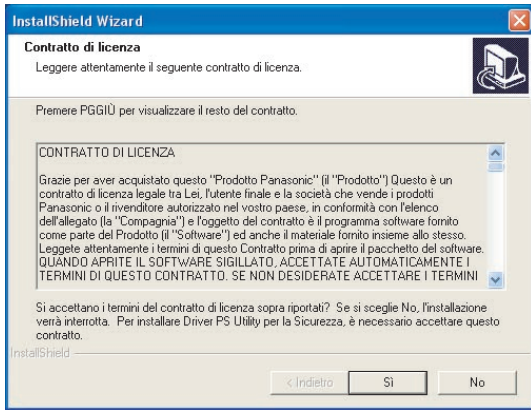 InstallShield Wizard
Contratto di licenza
Leggere attentamente il seguente contratto di licenza.
Premere PGGIÙ per visualizzare il resto del contratto.
CONTRATTO DI LICENZA
Grazie per aver acquistato questo "Prodotto Panasonic" (il "Prodotto") Questo è un
contratto di licenza legale tra Lei, l'utente finale e la società che vende i prodotti
Panasonic o il rivenditore autorizzato nel vostro paese, in conformità con l'elenco
dell'allegato (la "Compagnia") e l'oggetto del contratto è il programma software fornito
come parte del Prodotto (il "Software") ed anche il materiale fornito insieme allo stesso.
Leggete attentamente i termini di questo Contratto prima di aprire il pacchetto del software.
QUANDO APRITE IL SOFTWARE SIGILLATO, ACCETTATE AUTOMATICAMENTE I
TERMINI DI QUESTO CONTRATTO. SE NON DESIDERATE ACCETTARE I TERMINI
Si accettano i termini del contratto di licenza sopra riportati? Se si sceglie No, l'installazione
verrà interrotta. Per installare Driver PS Utility per la Sicurezza, è necessario accettare questo
contratto.
InstallShield
< Indietro
Sì
No